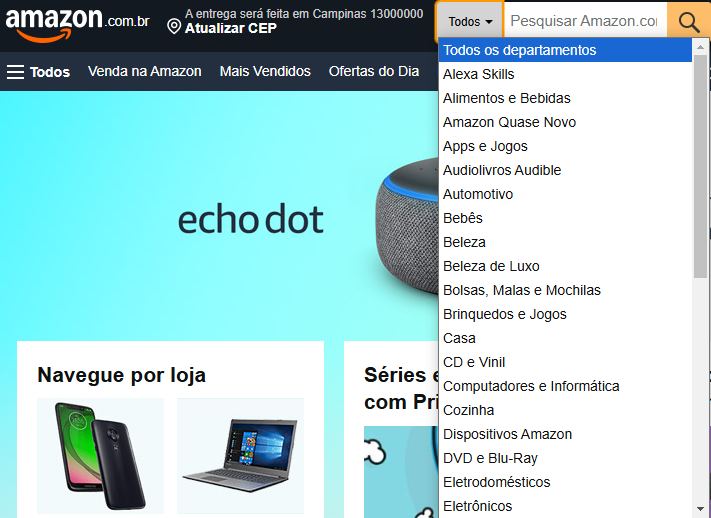 amazon.com.br
A entrega será feita em Campinas 13000000
Atualizar CEP
Todos
Pesquisar Amazon.co
Todos
Venda na Amazon
Mais Vendidos
Ofertas do Dia
Todos os departamentos
Alexa Skills
Alimentos e Bebidas
Amazon Quase Novo
Apps e Jogos
Audiolivros Audible
Automotivo
Bebês
Beleza
Beleza de Luxo
Bolsas, Malas e Mochilas
Brinquedos e Jogos
Casa
CD e Vinil
Computadores e Informática
Cozinha
Dispositivos Amazon
DVD e Blu-Ray
Eletrodomésticos
Eletrônicos
echo dot
Navegue por loja
Séries e
com Pri